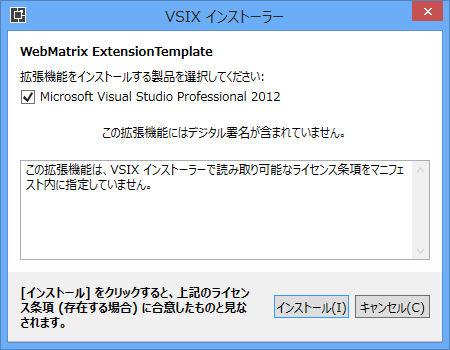 VSIX インストーラー
WebMatrix ExtensionTemplate
拡張機能をインストールする製品を選択してください:
Microsoft Visual Studio Professional 2012
この拡張機能にはデジタル署名が含まれていません。
この拡張機能は、VSIX インストーラーで読み取り可能なライセンス条項をマニフェ
スト内に指定していません。
[インストール] をクリックすると、上記のライセン
ス条項 (存在する場合) に合意したものと見な
されます。
インストール(I)
キャンセル(C)